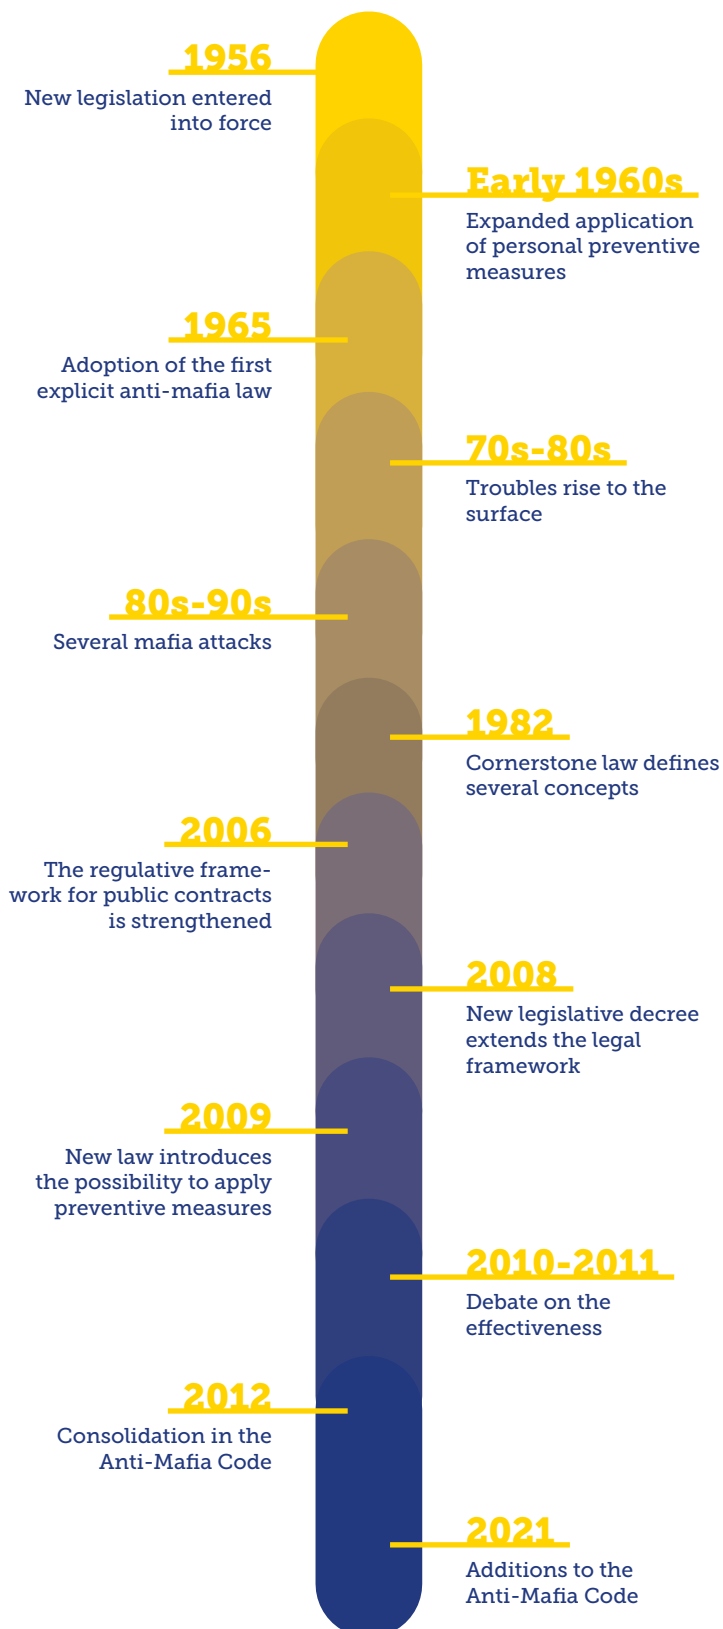 1956
New legislation entered
into force
Early 1960s
Expanded application
of personal preventive
measures
1965
Adoption of the first
explicit anti-mafia law
70s-80s
Troubles rise to the
surface
80s-90s
Several mafia attacks
1982
Cornerstone law defines
several concepts
2006
The regulative frame-
work for public contracts
is strengthened
2008
New legislative decree
extends the legal
framework
2009
New law introduces
the possibility to apply
preventive measures
2010-2011
Debate on the
effectiveness
2012
Consolidation in the
Anti-Mafia Code
2021
Additions to the
Anti-Mafia Code